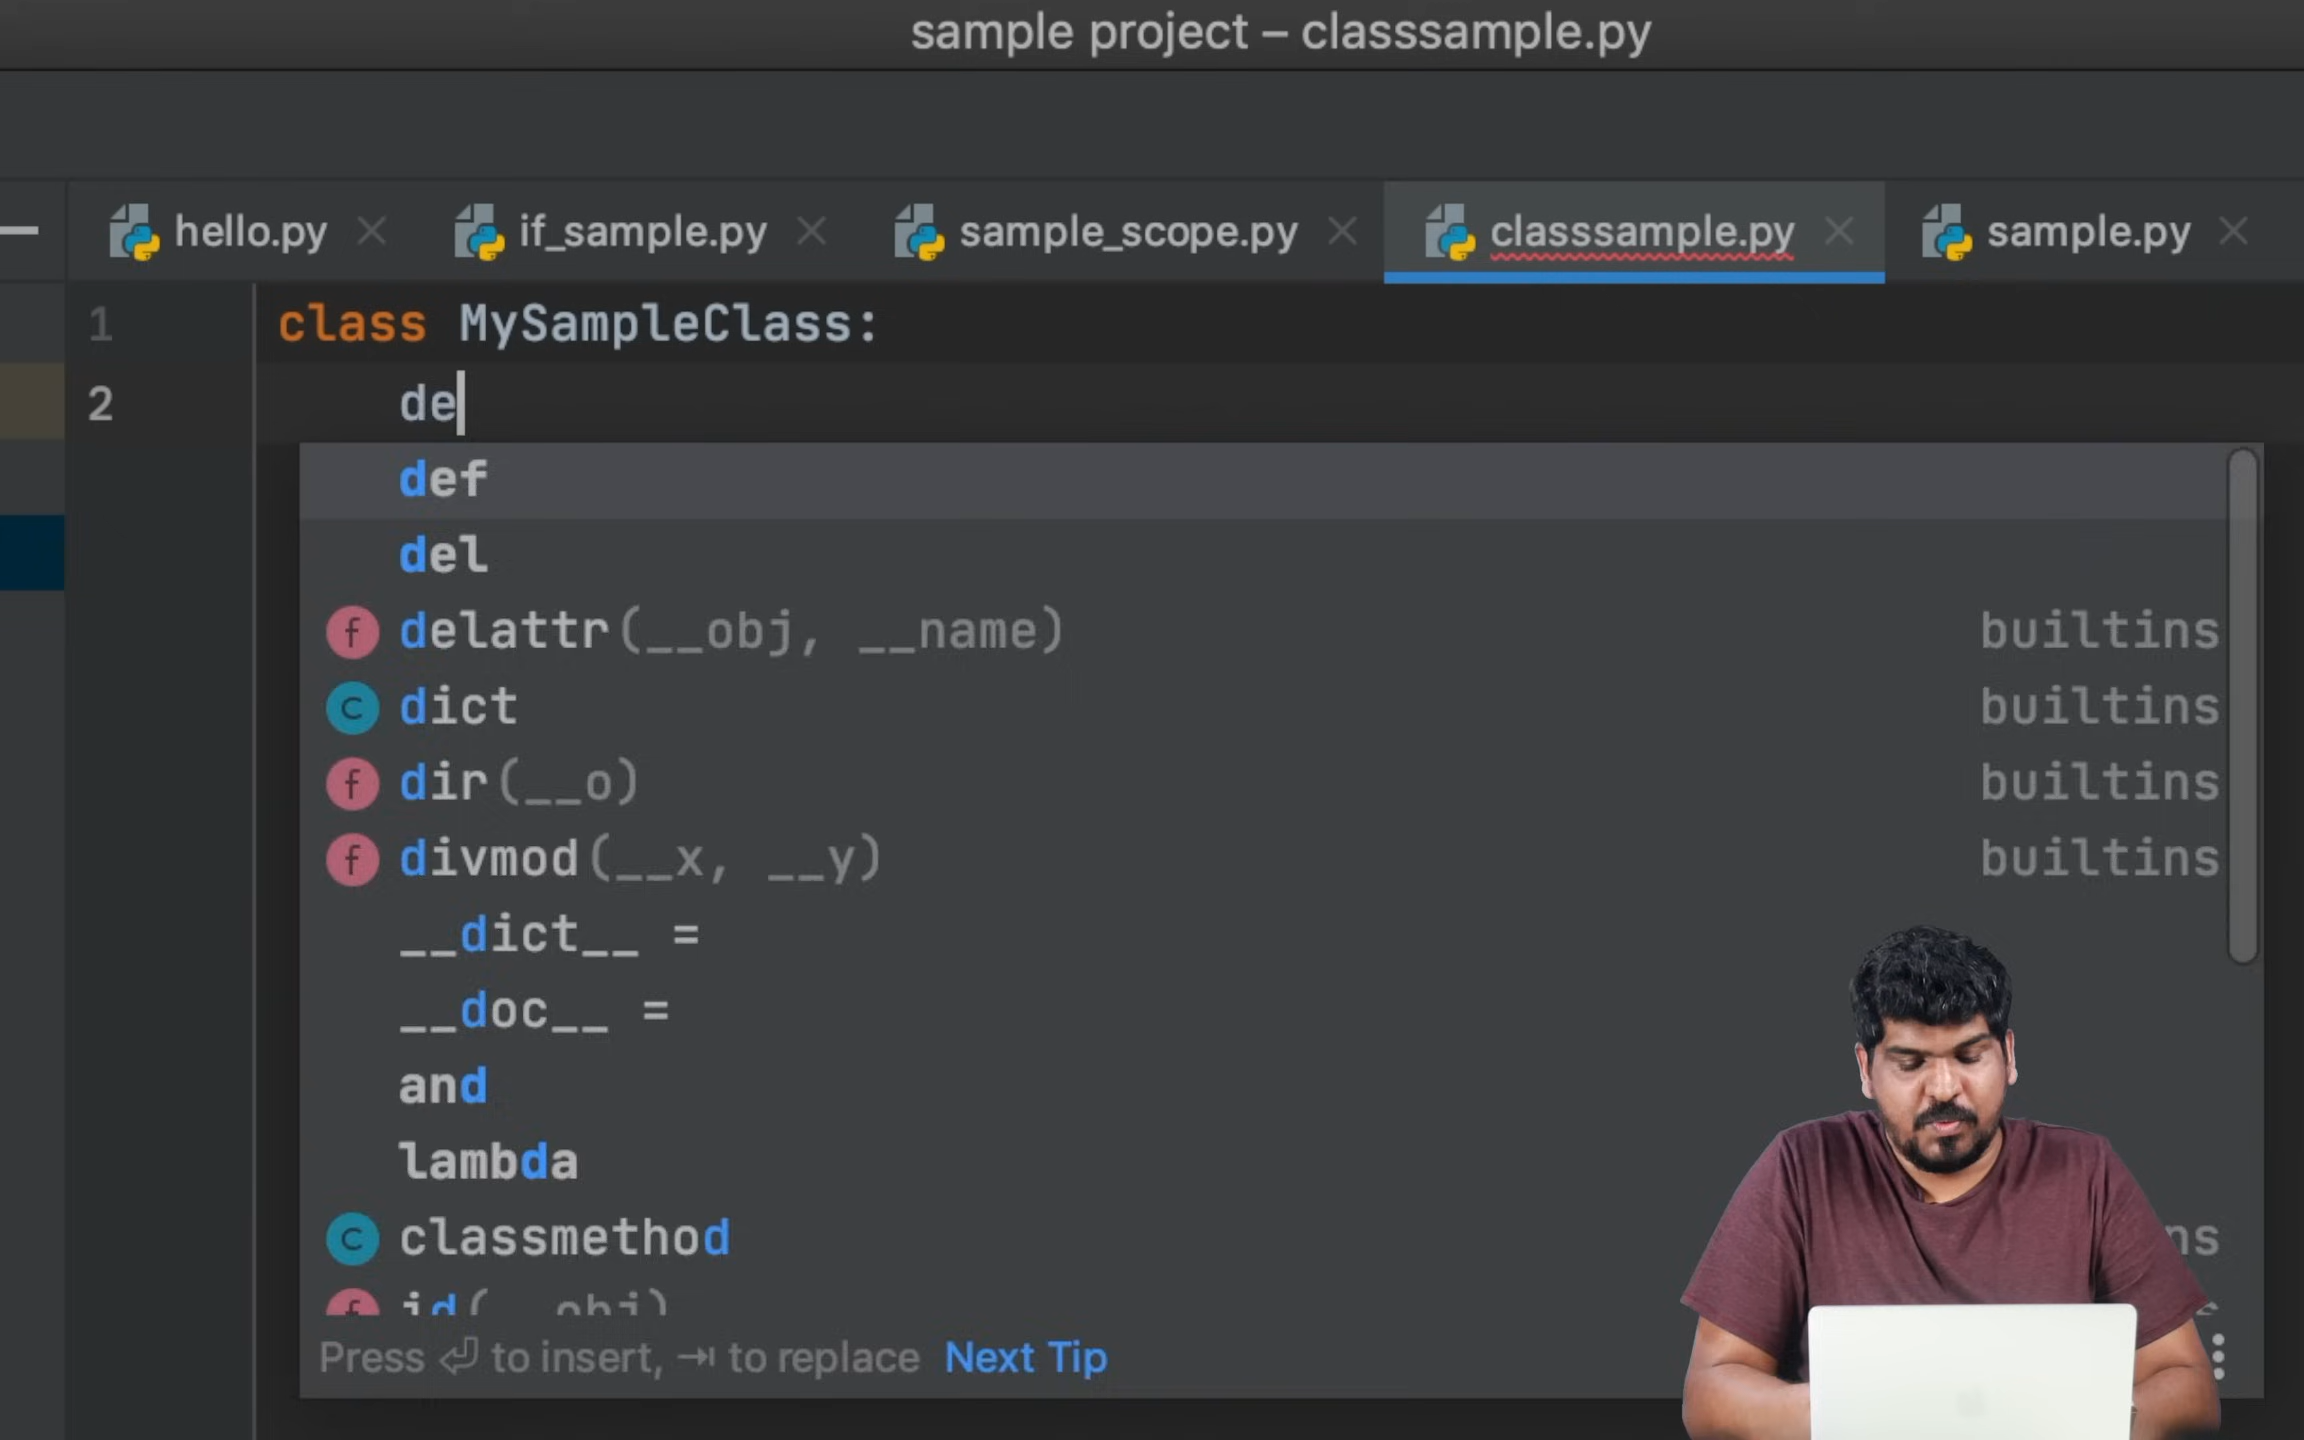 sample project – classsample.py
hello.py if_sample.py sample_scope.py classsample.py sample.py
1 class MySampleClass:
2 de
def
del
f delattr(__obj, __name) builtins
c dict builtins
f dir(__o) builtins
f divmod(__x, __y) builtins
__dict__ =
__doc__ =
and
lambda
c classmethod
f id(__obj)
Press ⏎ to insert, ⇥ to replace Next Tip